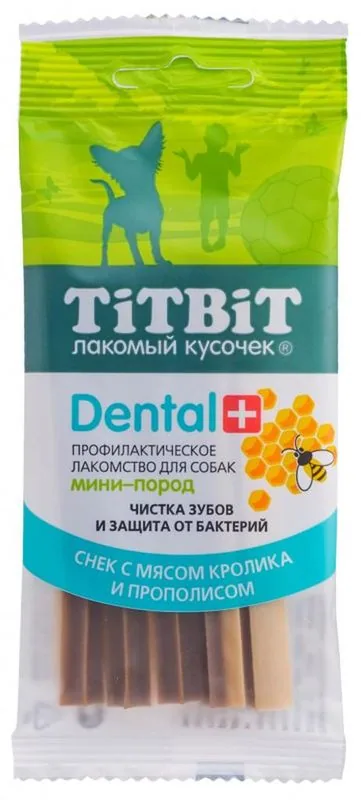 TiTBiT
лакомый кусочек®
Dental+
ПРОФИЛАКТИЧЕСКОЕ
ЛАКОМСТВО ДЛЯ СОБАК
мини-пород
ЧИСТКА ЗУБОВ
И ЗАЩИТА ОТ БАКТЕРИЙ
СНЕК С МЯСОМ КРОЛИКА
И ПРОПОЛИСОМ